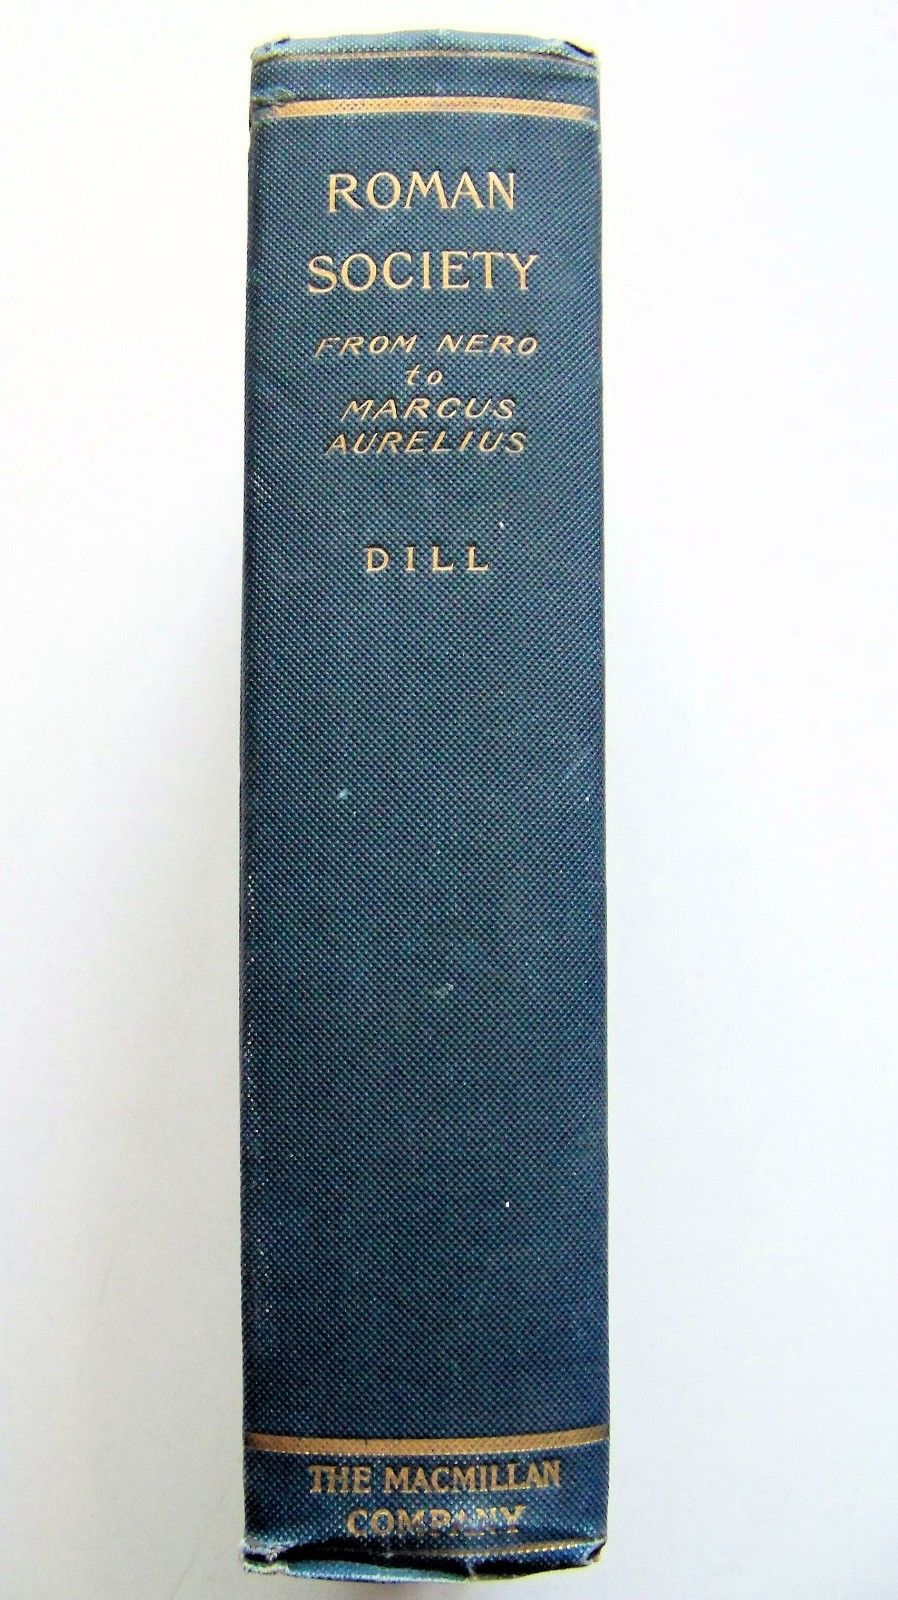 ROMAN
SOCIETY
FROM NERO
to
MARCUS
AURELIUS
DILL
THE MACMILLAN
COMPANY